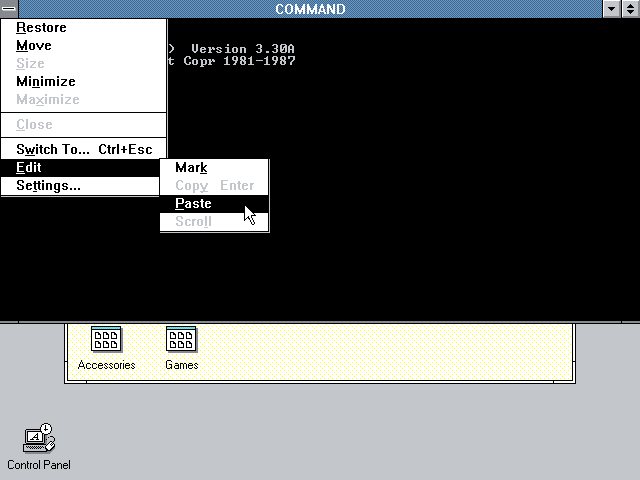 COMMAND
Restore
Move
Size
Minimize
Maximize
Close
Switch To... Ctrl+Esc
Edit
Settings...
) Version 3.30A
t Copr 1981-1987
Mark
Copy Enter
Paste
Scroll
Accessories
Games
Control Panel